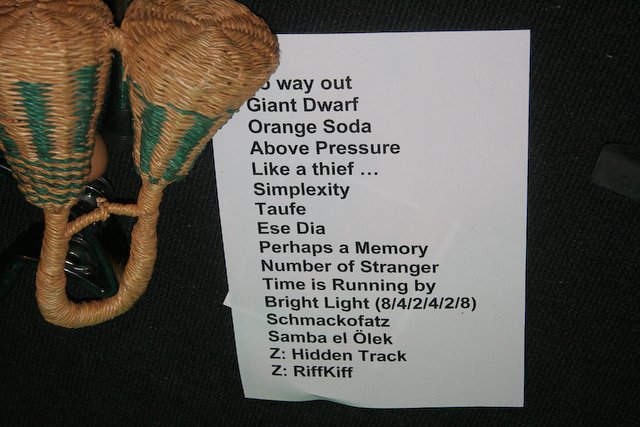 way out
Giant Dwarf
Orange Soda
Above Pressure
Like a thief ...
Simplexity
Taufe
Ese Dia
Perhaps a Memory
Number of Stranger
Time is Running by
Bright Light (8/4/2/4/2/8)
Schmackofatz
Samba el Ölek
Z: Hidden Track
Z: RiffKiff